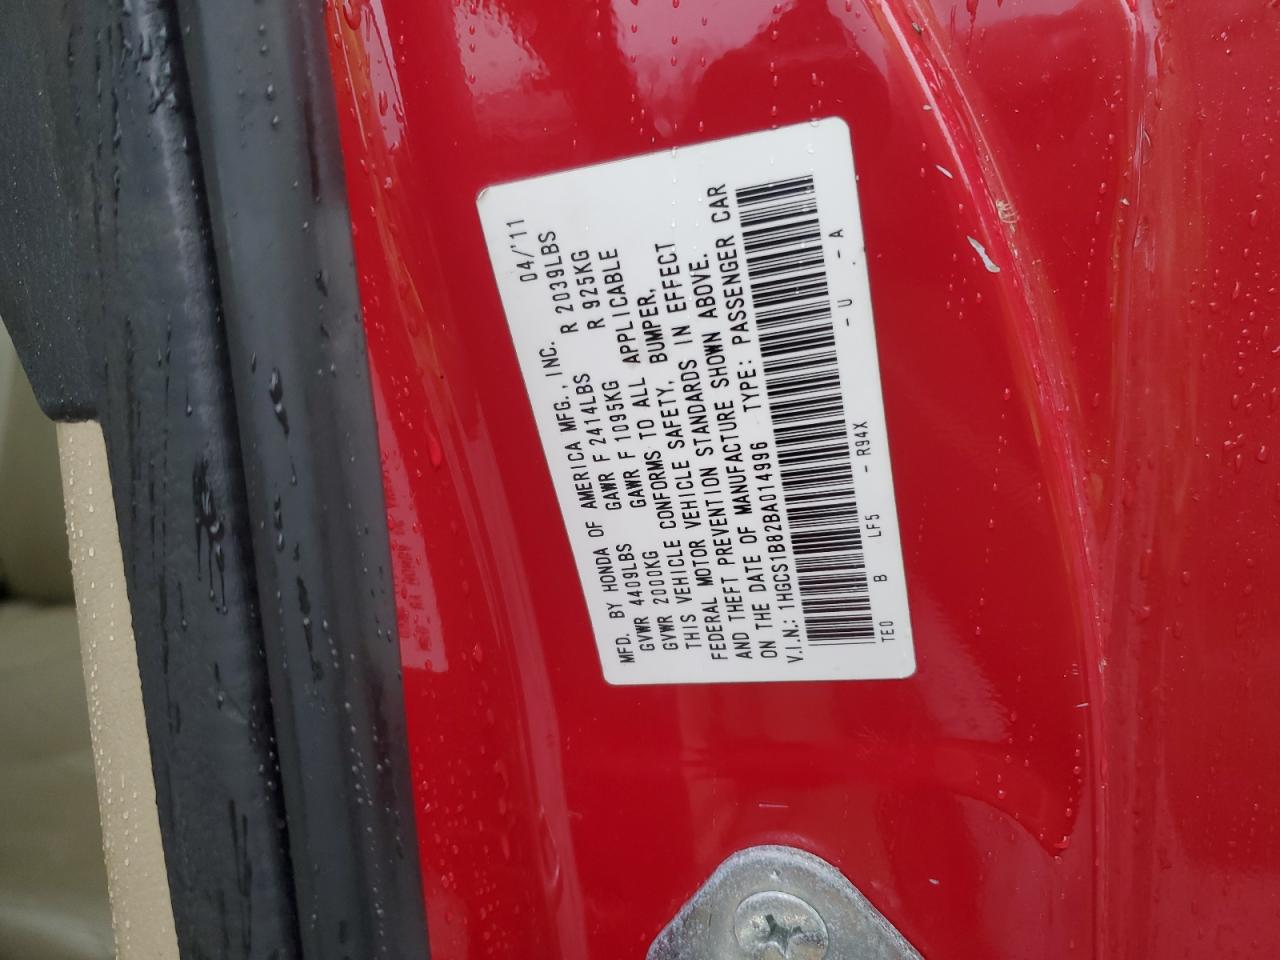 MFD. BY HONDA OF AMERICA MFG., INC. 04/'11
GVWR 4409LBS GAWR F 2414LBS R 2039LBS
GVWR 2000KG GAWR F 1095KG R 925KG
THIS VEHICLE CONFORMS TO ALL APPLICABLE
FEDERAL MOTOR VEHICLE SAFETY, BUMPER,
AND THEFT PREVENTION STANDARDS IN EFFECT
ON THE DATE OF MANUFACTURE SHOWN ABOVE.
V.I.N.: 1HGCS1B82BA014996 TYPE: PASSENGER CAR
TE0 B LF5 - R94X - U - A